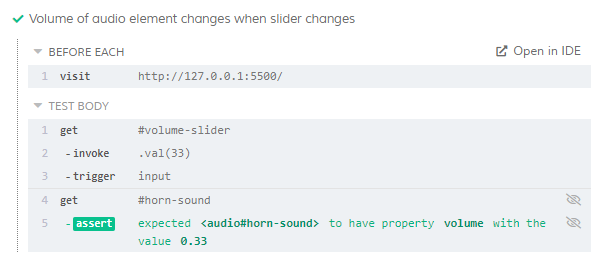 Volume of audio element changes when slider changes
BEFORE EACH
Open in IDE
1 visit http://127.0.0.1:5500/
TEST BODY
1 get #volume-slider
2 -invoke .val(33)
3 -trigger input
4 get #horn-sound
5 -assert expected <audio#horn-sound> to have property volume with the
value 0.33